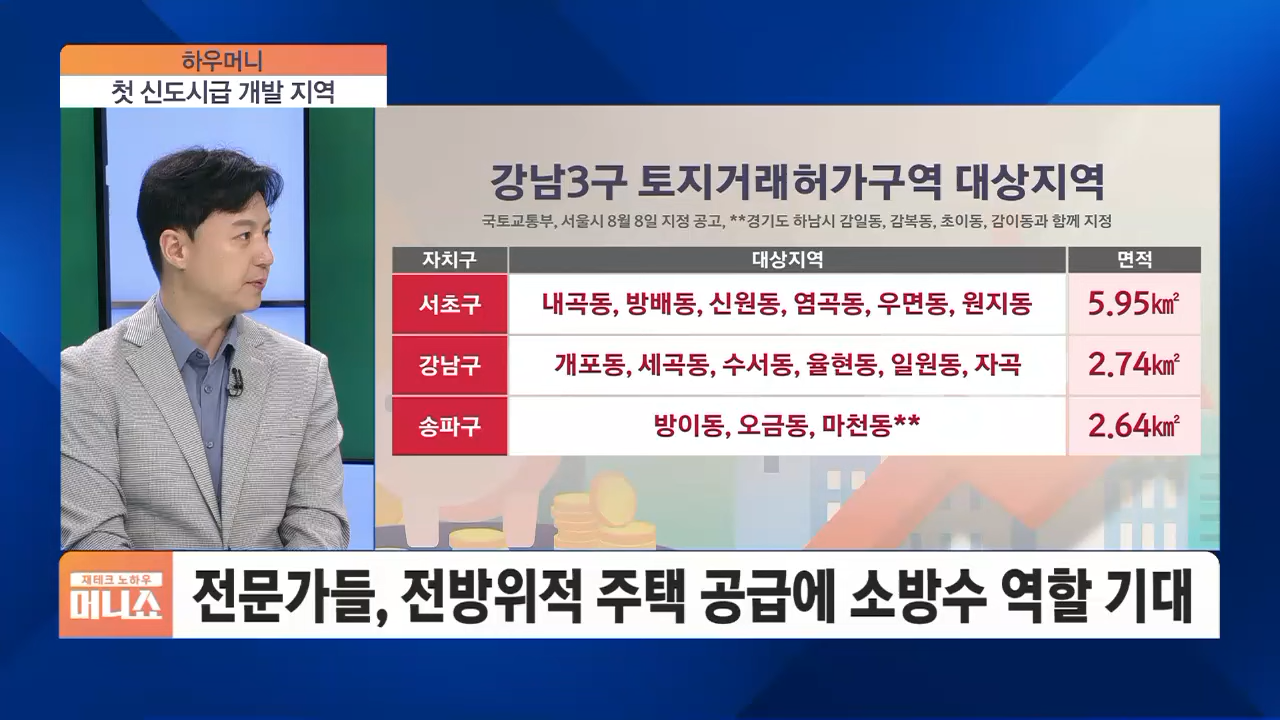 하우머니
첫 신도시급 개발 지역
강남3구 토지거래허가구역 대상지역
국토교통부, 서울시 8월 8일 지정 공고, **경기도 하남시 감일동, 감복동, 초이동, 감이동과 함께 지정
자치구 대상지역 면적
서초구 내곡동, 방배동, 신원동, 염곡동, 우면동, 원지동 5.95㎢
강남구 개포동, 세곡동, 수서동, 율현동, 일원동, 자곡 2.74㎢
송파구 방이동, 오금동, 마천동** 2.64㎢
재테크 노하우
머니쇼
전문가들, 전방위적 주택 공급에 소방수 역할 기대